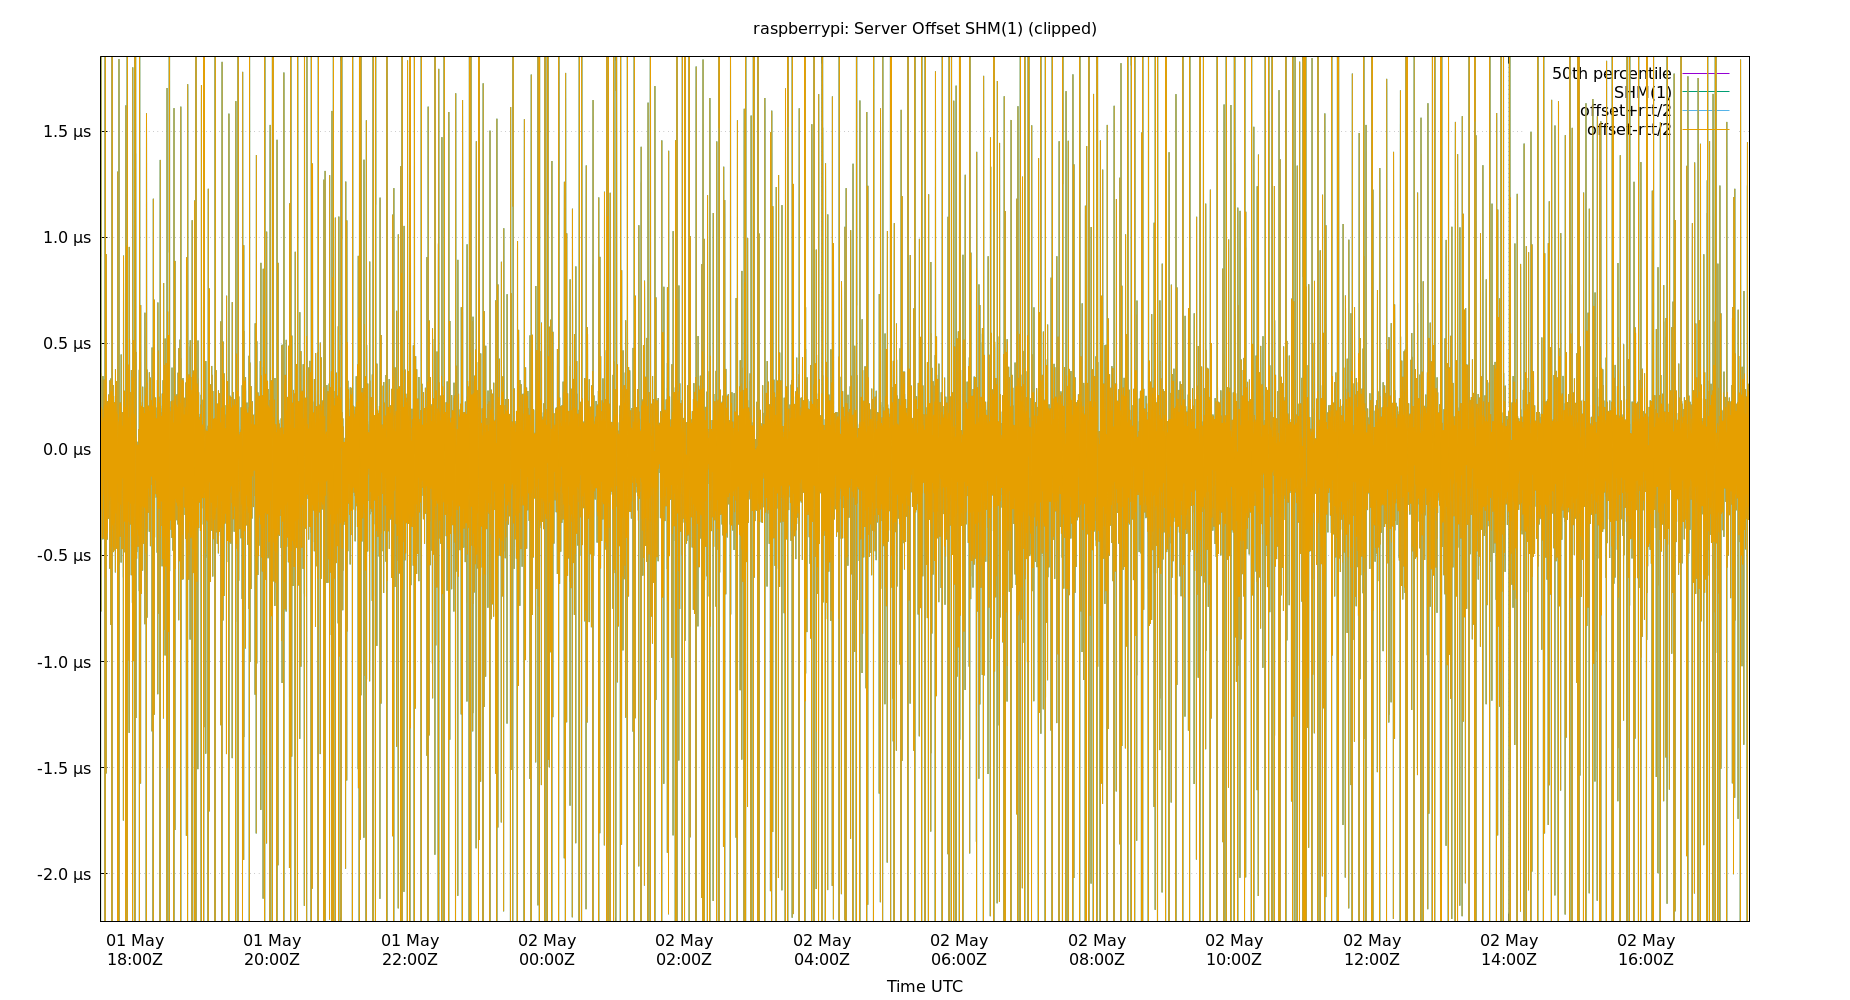 raspberrypi: Server Offset SHM(1) (clipped)
50th percentile
SHM(1)
offset+rtt/2
offset-rtt/2
1.5 µs
1.0 µs
0.5 µs
0.0 µs
-0.5 µs
-1.0 µs
-1.5 µs
-2.0 µs
01 May 01 May 01 May 02 May 02 May 02 May 02 May 02 May 02 May 02 May 02 May 02 May
18:00Z 20:00Z 22:00Z 00:00Z 02:00Z 04:00Z 06:00Z 08:00Z 10:00Z 12:00Z 14:00Z 16:00Z
Time UTC